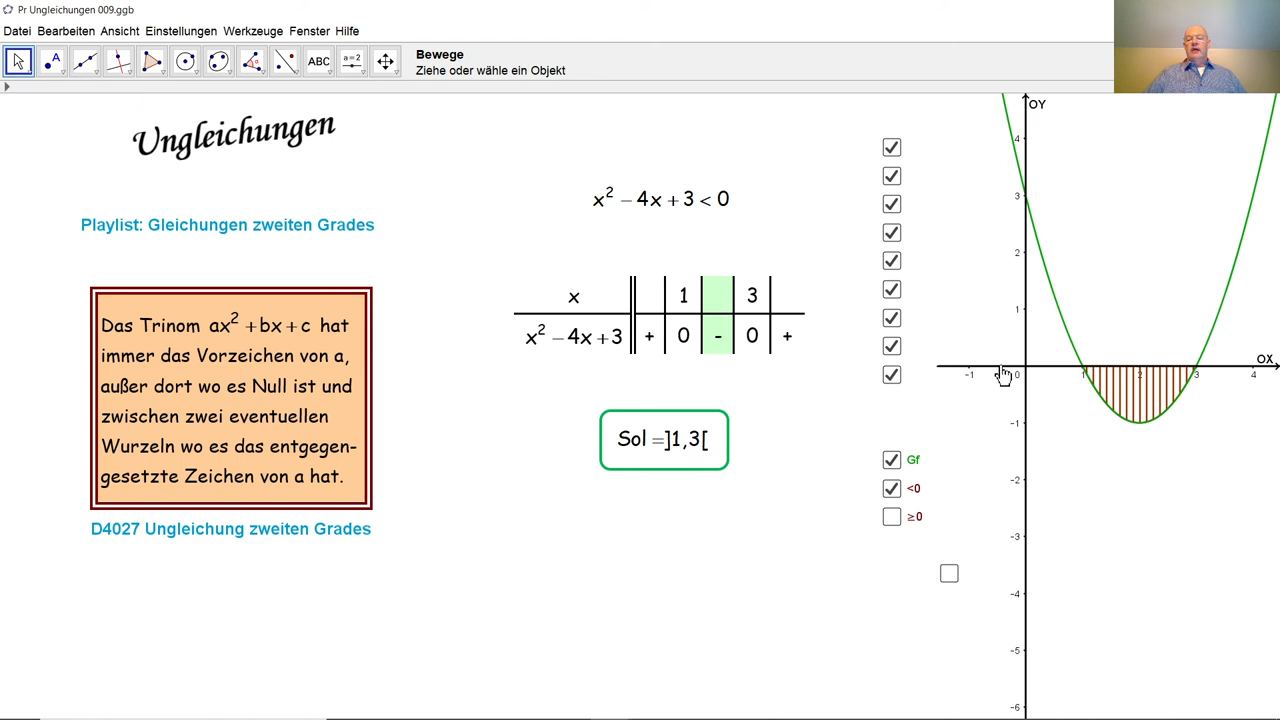 Pr Ungleichungen 009.ggb
Datei Bearbeiten Ansicht Einstellungen Werkzeuge Fenster Hilfe
A ABC a=2 Bewege
Ziehe oder wähle ein Objekt
Ungleichungen
Playlist: Gleichungen zweiten Grades
Das Trinom ax² + bx + c hat
immer das Vorzeichen von a,
außer dort wo es Null ist und
zwischen zwei eventuellen
Wurzeln wo es das entgegen-
gesetzte Zeichen von a hat.
D4027 Ungleichung zweiten Grades
x² − 4x + 3 < 0
x 1 3
x² − 4x + 3 + 0 - 0 +
Sol =]1,3[
Gf
<0
≥0
OY
4
3
2
1
OX
-1 0 1 2 3 4
-1
-2
-3
-4
-5
-6